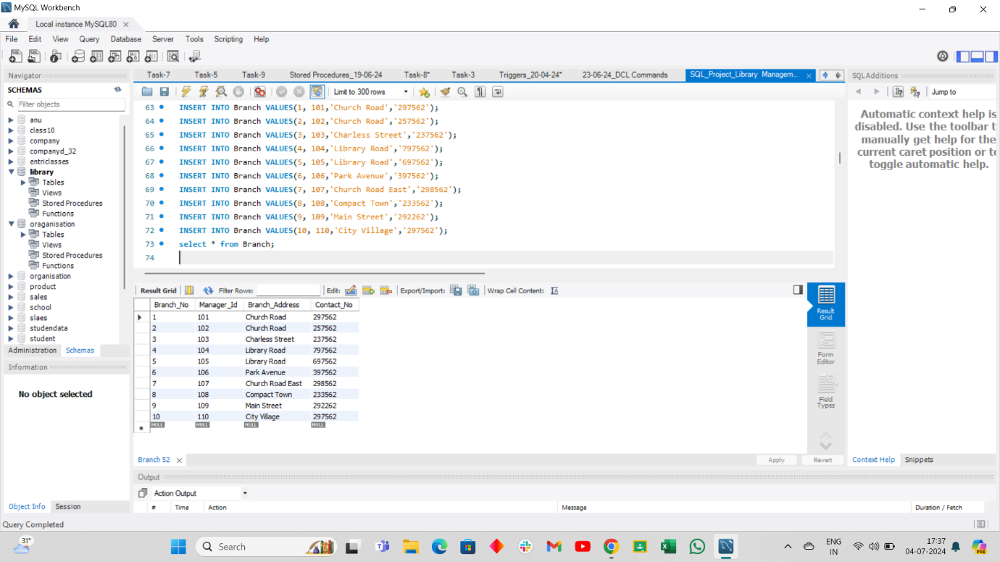 MySQL Workbench
Local instance MySQL80
File Edit View Query Database Server Tools Scripting Help
Navigator
SCHEMAS
Filter objects
anu
class10
company
companyd_32
entriclasses
library
Tables
Views
Stored Procedures
Functions
oraganisation
Tables
Views
Stored Procedures
Functions
organisation
product
sales
school
slaes
studendata
student
Administration Schemas
Information
No object selected
Object Info Session
Task-7 Task-5 Task-9 Stored Procedures_19-06-24 Task-8* Task-3 Triggers_20-04-24* 23-06-24_DCL Commands SQL_Project_Library Managem...
Limit to 300 rows
63 INSERT INTO Branch VALUES(1, 101,'Church Road','297562');
64 INSERT INTO Branch VALUES(2, 102,'Church Road','257562');
65 INSERT INTO Branch VALUES(3, 103,'Charless Street','237562');
66 INSERT INTO Branch VALUES(4, 104,'Library Road','797562');
67 INSERT INTO Branch VALUES(5, 105,'Library Road','697562');
68 INSERT INTO Branch VALUES(6, 106,'Park Avenue','397562');
69 INSERT INTO Branch VALUES(7, 107,'Church Road East','298562');
70 INSERT INTO Branch VALUES(8, 108,'Compact Town','233562');
71 INSERT INTO Branch VALUES(9, 109,'Main Street','292262');
72 INSERT INTO Branch VALUES(10, 110,'City Village','297562');
73 select * from Branch;
74
Result Grid Filter Rows: Edit: Export/Import: Wrap Cell Content:
Branch_No Manager_Id Branch_Address Contact_No
1 101 Church Road 297562
2 102 Church Road 257562
3 103 Charless Street 237562
4 104 Library Road 797562
5 105 Library Road 697562
6 106 Park Avenue 397562
7 107 Church Road East 298562
8 108 Compact Town 233562
9 109 Main Street 292262
10 110 City Village 297562
NULL NULL NULL NULL
Result
Grid
Form
Editor
Field
Types
Branch 52 Apply Revert
Output
Action Output
# Time Action Message Duration / Fetch
SQLAdditions
Jump to
Automatic context help is
disabled. Use the toolbar t
manually get help for the
current caret position or to
toggle automatic help.
Context Help Snippets
Query Completed
31°
Search
ENG
IN
17:37
04-07-2024
PRE